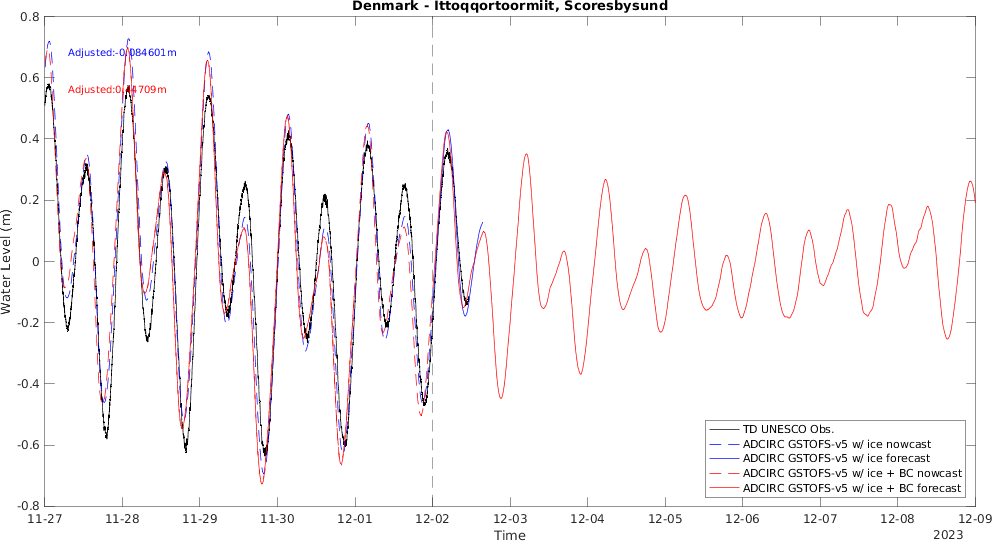 Denmark - Ittoqqortoormiit, Scoresbysund
0.8
0.6
0.4
0.2
0
-0.2
-0.4
-0.6
-0.8
Water Level (m)
Adjusted:-0.084601m
TD UNESCO Obs.
ADCIRC GSTOFS-v5 w/ ice nowcast
ADCIRC GSTOFS-v5 w/ ice forecast
ADCIRC GSTOFS-v5 w/ ice + BC nowcast
ADCIRC GSTOFS-v5 w/ ice + BC forecast
11-27
11-28
11-29
11-30
12-01
12-02
12-03
12-04
12-05
12-06
12-07
12-08
12-09
Time
2023